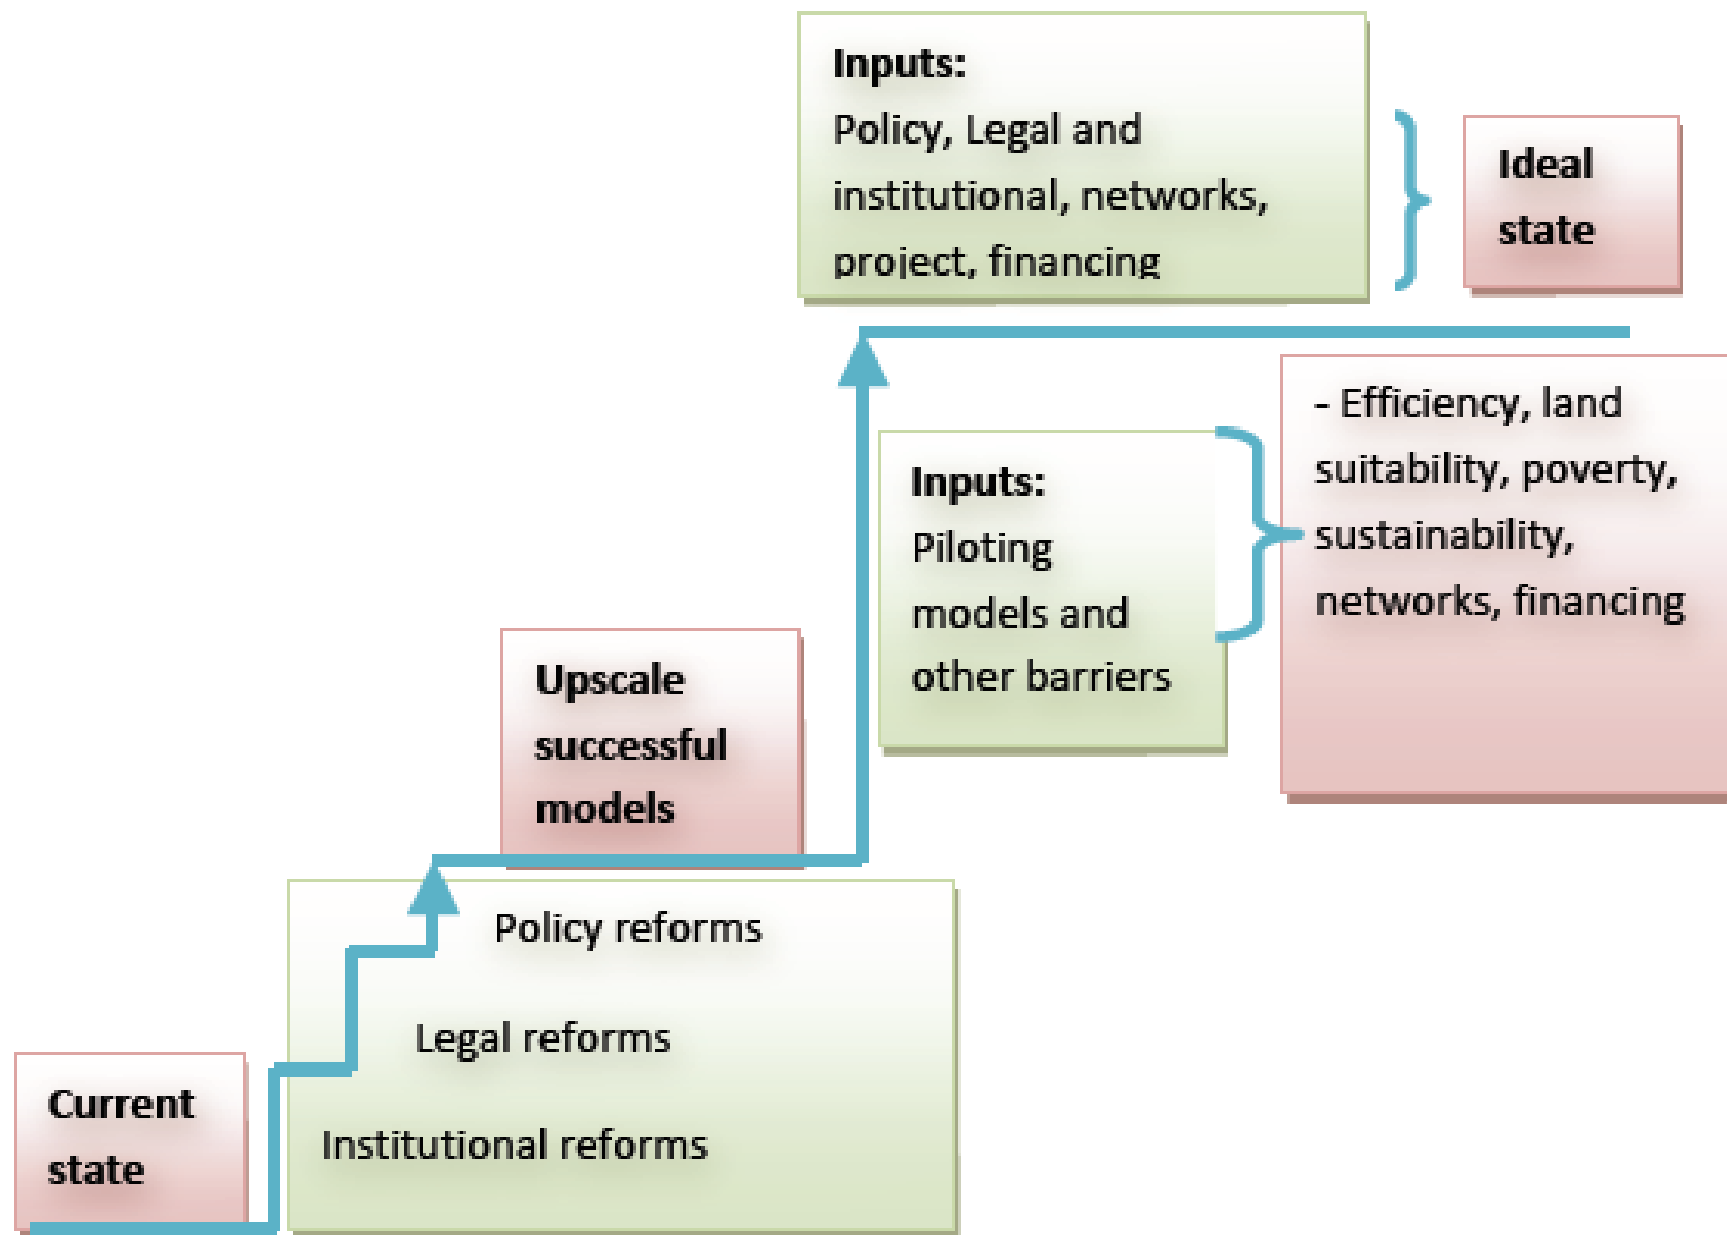 Inputs:
Policy, Legal and
institutional, networks,
project, financing
Ideal
state
- Efficiency, land
suitability, poverty,
sustainability,
networks, financing
Inputs:
Piloting
models and
other barriers
Upscale
successful
models
Policy reforms
Legal reforms
Institutional reforms
Current
state